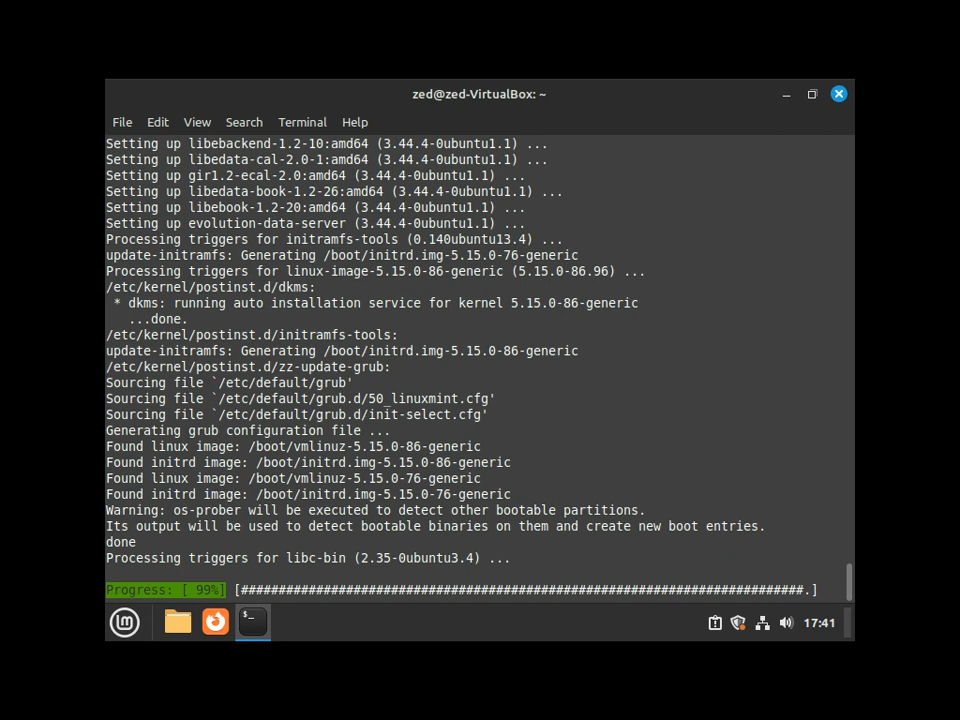 zed@zed-VirtualBox: ~
File Edit View Search Terminal Help
Setting up libebackend-1.2-10:amd64 (3.44.4-0ubuntu1.1) ...
Setting up libedata-cal-2.0-1:amd64 (3.44.4-0ubuntu1.1) ...
Setting up gir1.2-ecal-2.0:amd64 (3.44.4-0ubuntu1.1) ...
Setting up libedata-book-1.2-26:amd64 (3.44.4-0ubuntu1.1) ...
Setting up libebook-1.2-20:amd64 (3.44.4-0ubuntu1.1) ...
Setting up evolution-data-server (3.44.4-0ubuntu1.1) ...
Processing triggers for initramfs-tools (0.140ubuntu13.4) ...
update-initramfs: Generating /boot/initrd.img-5.15.0-76-generic
Processing triggers for linux-image-5.15.0-86-generic (5.15.0-86.96) ...
/etc/kernel/postinst.d/dkms:
 * dkms: running auto installation service for kernel 5.15.0-86-generic
   ...done.
/etc/kernel/postinst.d/initramfs-tools:
update-initramfs: Generating /boot/initrd.img-5.15.0-86-generic
/etc/kernel/postinst.d/zz-update-grub:
Sourcing file `/etc/default/grub'
Sourcing file `/etc/default/grub.d/50_linuxmint.cfg'
Sourcing file `/etc/default/grub.d/init-select.cfg'
Generating grub configuration file ...
Found linux image: /boot/vmlinuz-5.15.0-86-generic
Found initrd image: /boot/initrd.img-5.15.0-86-generic
Found linux image: /boot/vmlinuz-5.15.0-76-generic
Found initrd image: /boot/initrd.img-5.15.0-76-generic
Warning: os-prober will be executed to detect other bootable partitions.
Its output will be used to detect bootable binaries on them and create new boot entries.
done
Processing triggers for libc-bin (2.35-0ubuntu3.4) ...
Progress: [ 99%] [###########################################################################.]
$_ 17:41